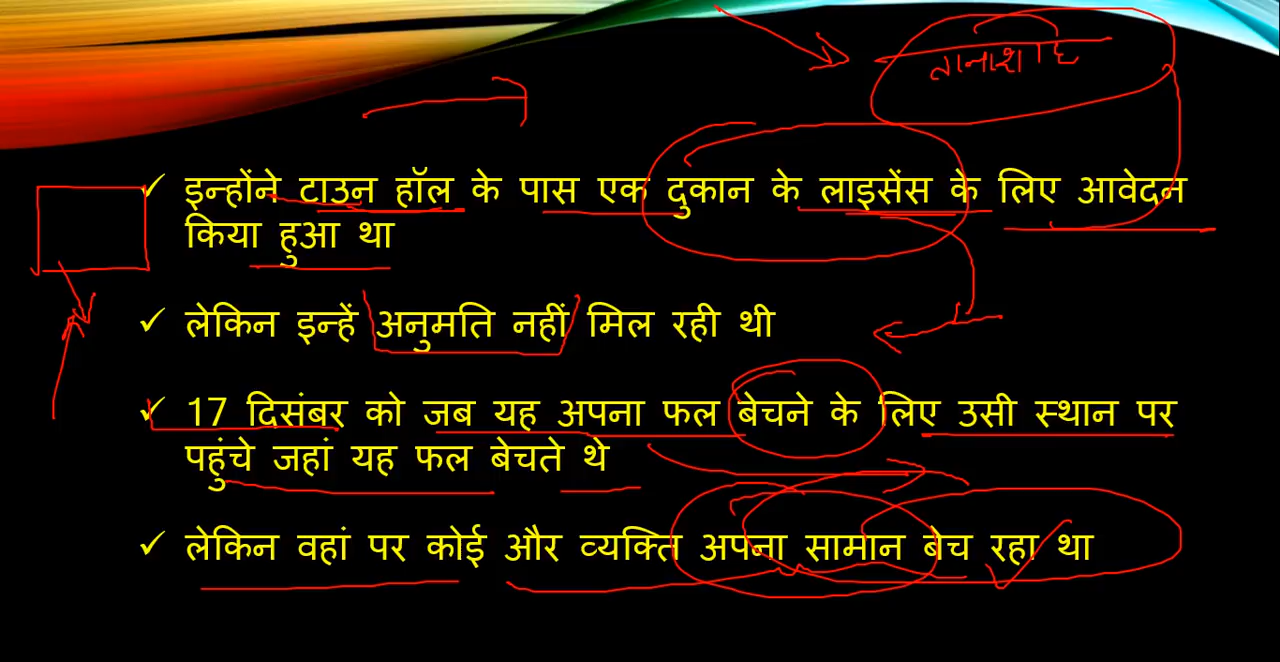 तानाशाह
इन्होंने टाउन हॉल के पास एक दुकान के लाइसेंस के लिए आवेदन
किया हुआ था
लेकिन इन्हें अनुमति नहीं मिल रही थी
17 दिसंबर को जब यह अपना फल बेचने के लिए उसी स्थान पर
पहुंचे जहां यह फल बेचते थे
लेकिन वहां पर कोई और व्यक्ति अपना सामान बेच रहा था